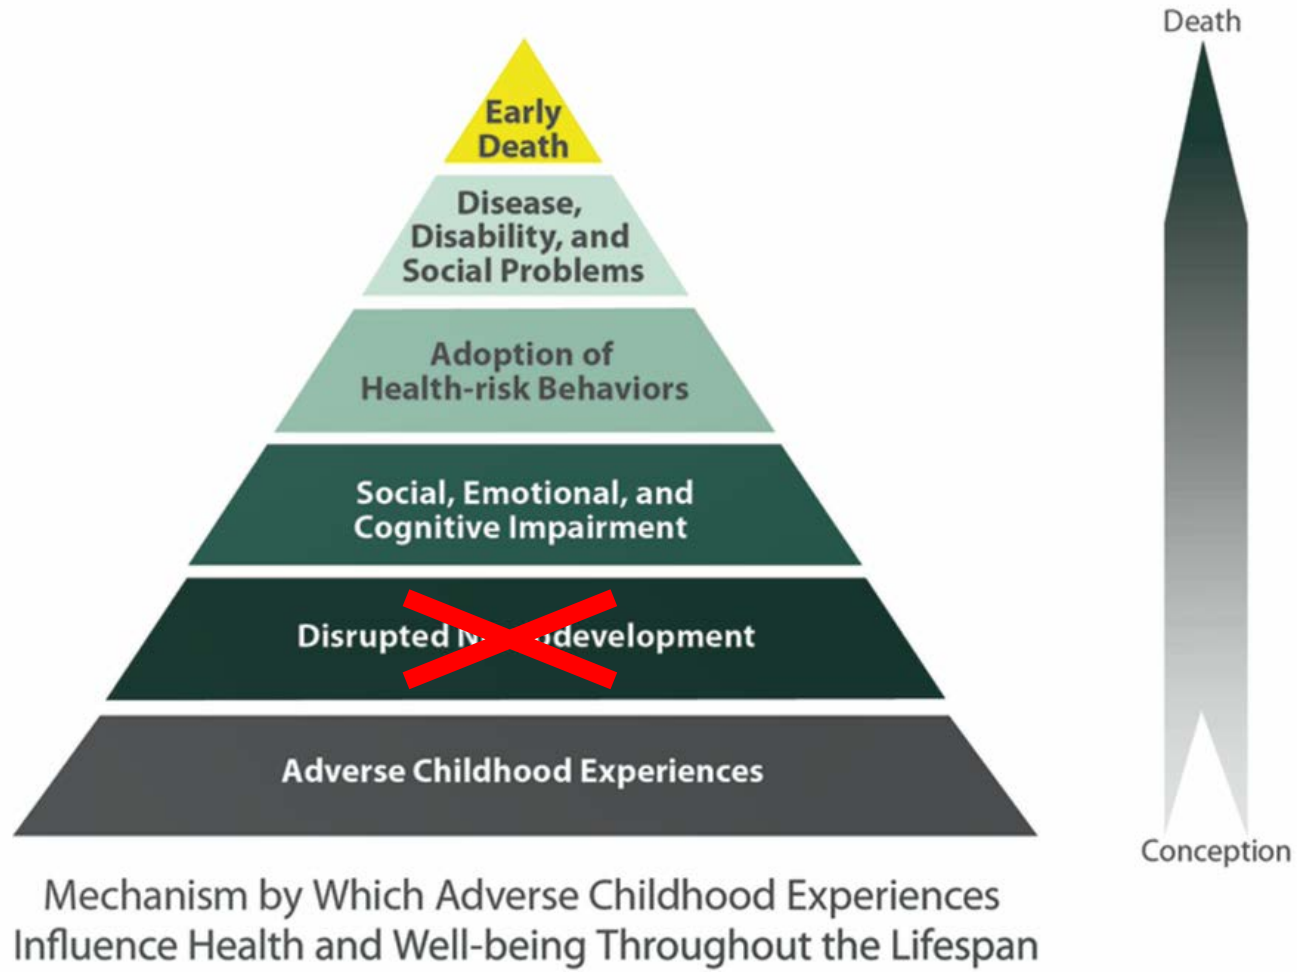 Death
Early
Death
Disease,
Disability, and
Social Problems
Adoption of
Health-risk Behaviors
Social, Emotional, and
Cognitive Impairment
Disrupted
Adverse Childhood Experiences
Conception
Mechanism by Which Adverse Childhood Experiences
Influence Health and Well-being Throughout the Lifespan